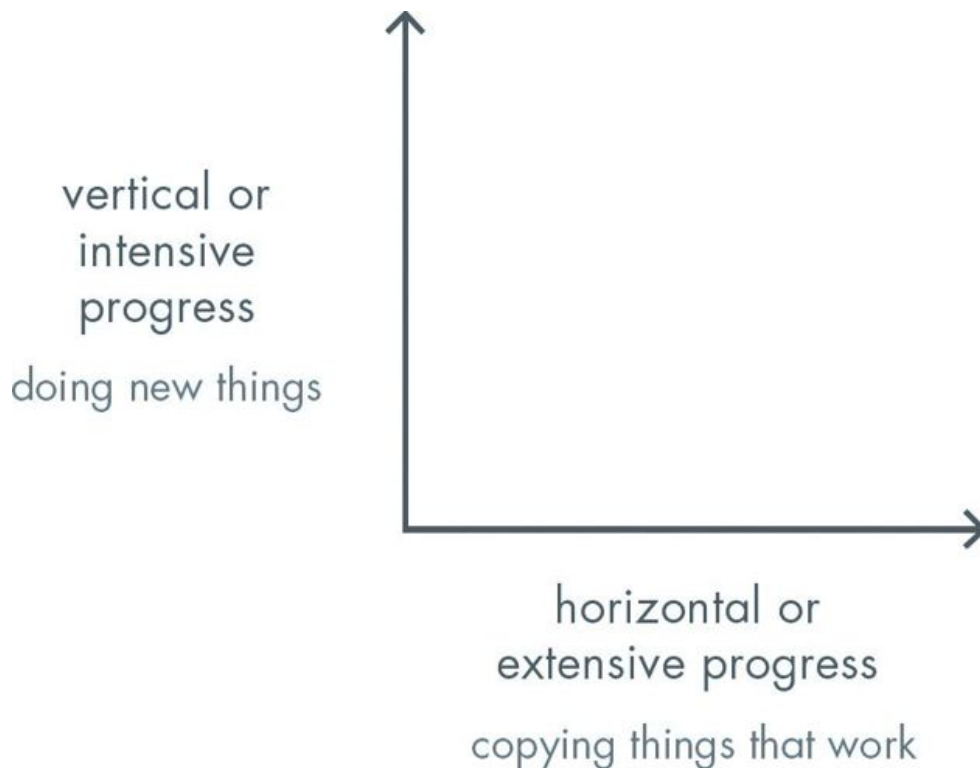 vertical or
intensive
progress
doing new things
horizontal or
extensive progress
copying things that work